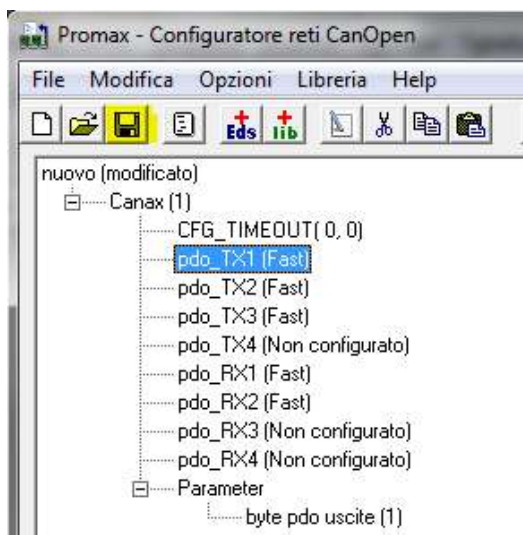 Promax - Configuratore reti CanOpen
File Modifica Opzioni Libreria Help
Eds lib
nuovo (modificato)
Canax (1)
CFG_TIMEOUT( 0, 0)
pdo_TX1 (Fast)
pdo_TX2 (Fast)
pdo_TX3 (Fast)
pdo_TX4 (Non configurato)
pdo_RX1 (Fast)
pdo_RX2 (Fast)
pdo_RX3 (Non configurato)
pdo_RX4 (Non configurato)
Parameter
byte pdo uscite (1)